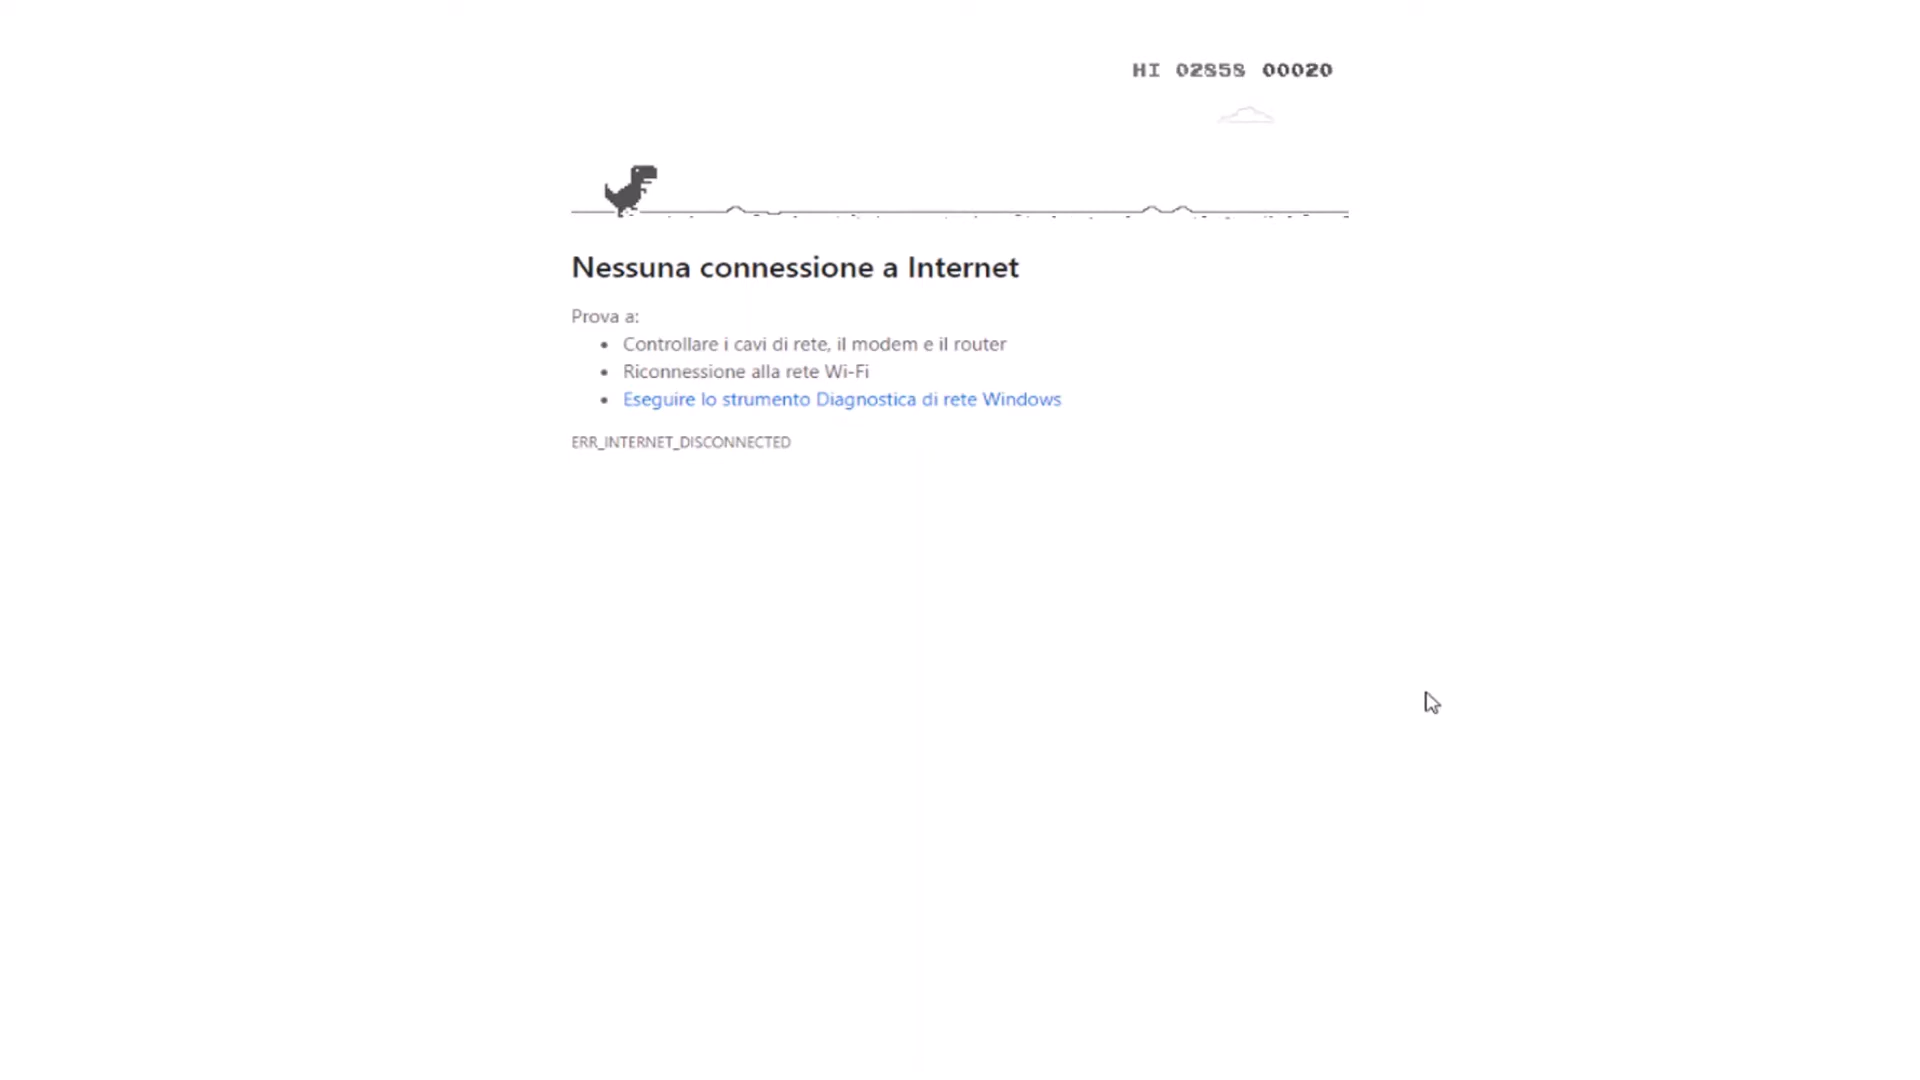 HI 02858 00020
Nessuna connessione a Internet
Prova a:
Controllare i cavi di rete, il modem e il router
Riconnessione alla rete Wi-Fi
Eseguire lo strumento Diagnostica di rete Windows
ERR_INTERNET_DISCONNECTED